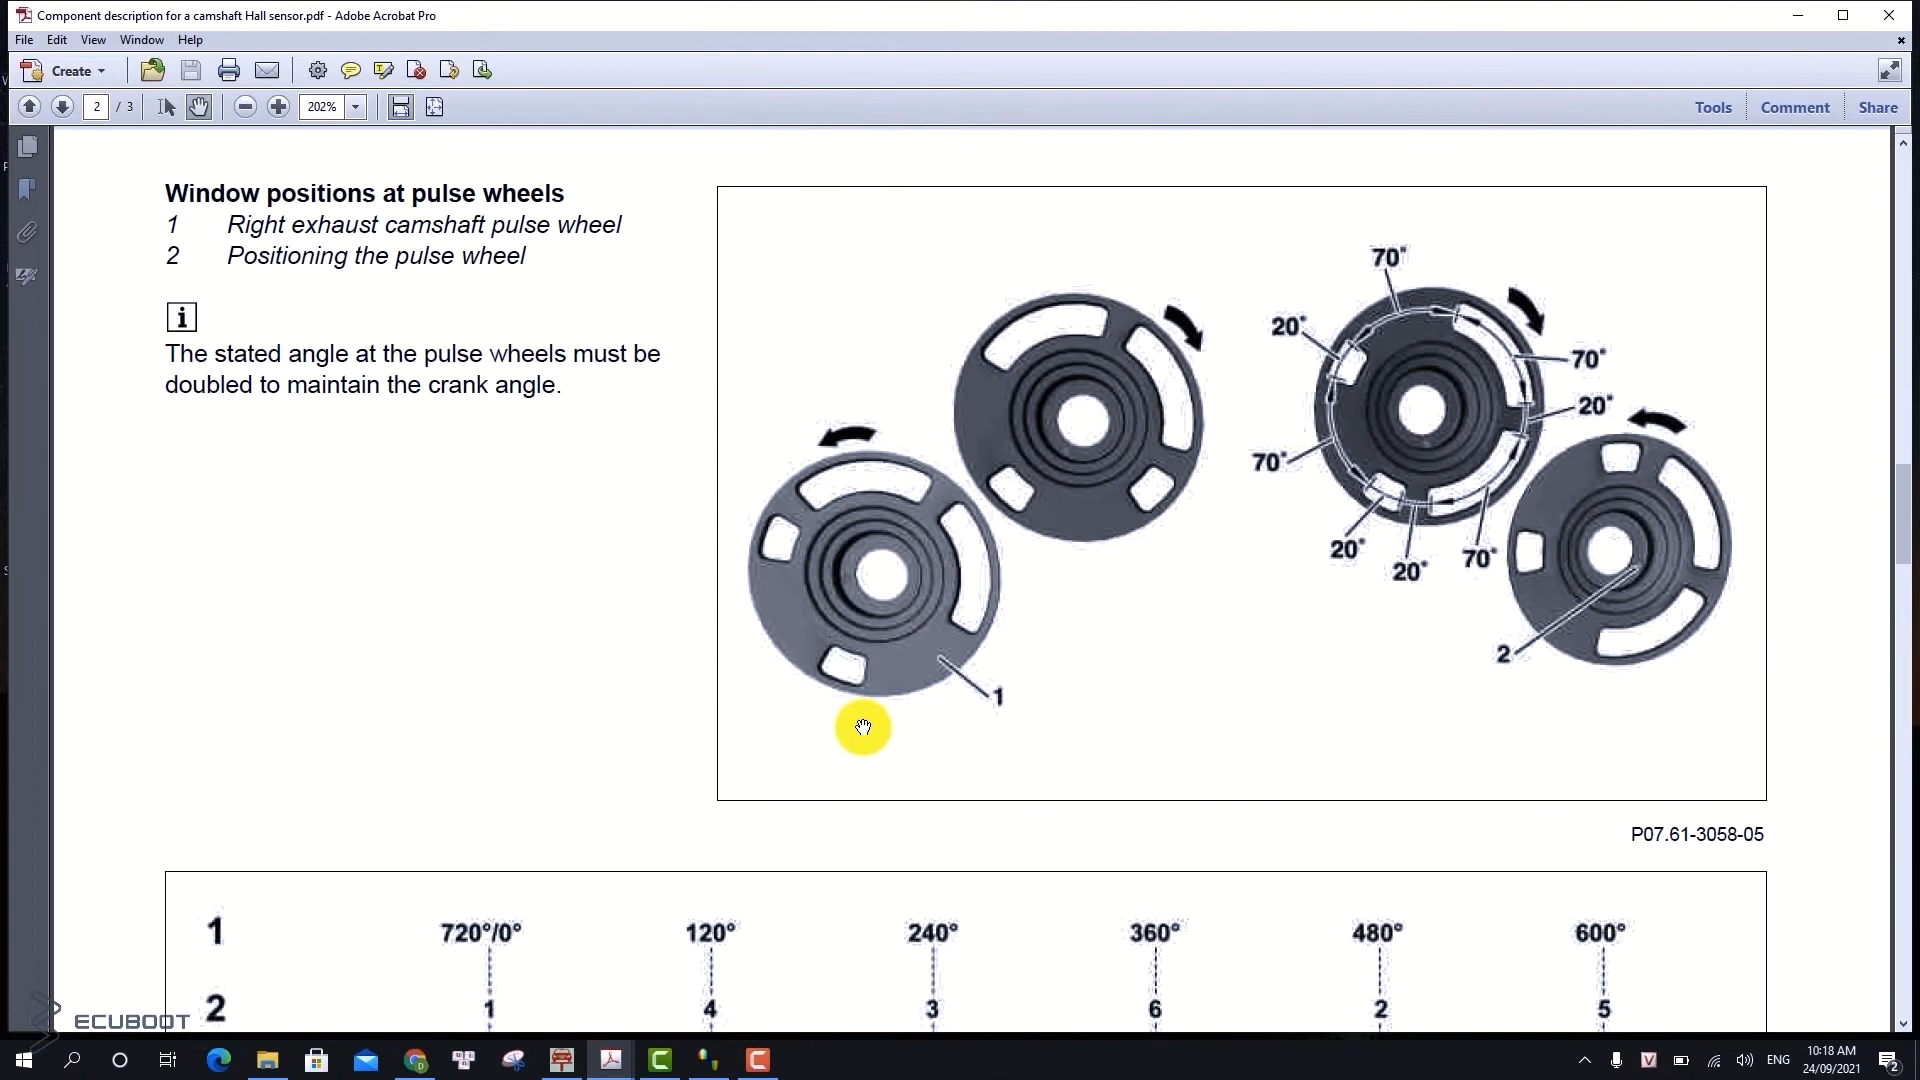 Component description for a camshaft Hall sensor.pdf - Adobe Acrobat Pro
File Edit View Window Help
Create
2 / 3 202% Tools Comment Share
Window positions at pulse wheels
1 Right exhaust camshaft pulse wheel
2 Positioning the pulse wheel
i
The stated angle at the pulse wheels must be
doubled to maintain the crank angle.
70°
20°
70°
20°
70°
20°
20°
70°
2
1
P07.61-3058-05
1 720°/0° 120° 240° 360° 480° 600°
2 1 4 3 6 2 5
ECUBOOT
ENG
10:18 AM
24/09/2021
2